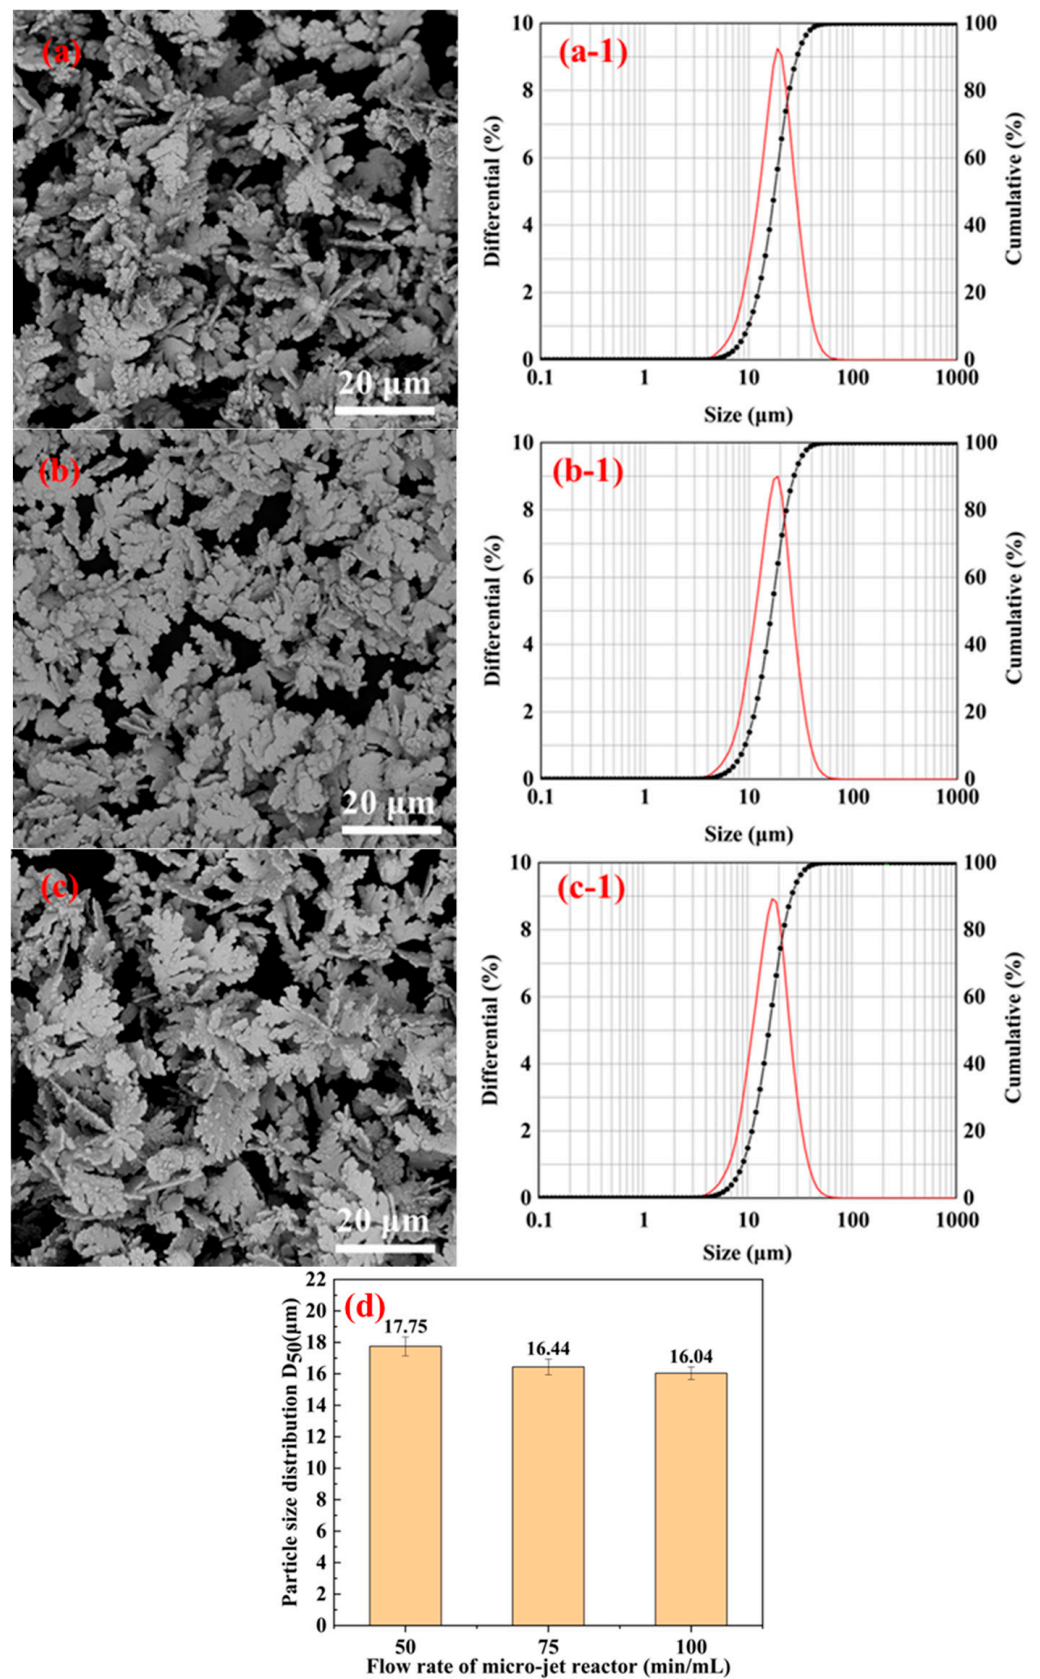 (a)
20 μm
(a-1)
10
8
6
4
2
0
Differential (%)
100
80
60
40
20
0
Cumulative (%)
0.1 1 10 100 1000
Size (μm)
(b)
20 μm
(b-1)
10
8
6
4
2
0
Differential (%)
100
80
60
40
20
0
Cumulative (%)
0.1 1 10 100 1000
Size (μm)
(c)
20 μm
(c-1)
10
8
6
4
2
0
Differential (%)
100
80
60
40
20
0
Cumulative (%)
0.1 1 10 100 1000
Size (μm)
(d)
22
20
18
16
14
12
10
8
6
4
2
0
Particle size distribution D50(μm)
17.75
16.44
16.04
50 75 100
Flow rate of micro-jet reactor (min/mL)